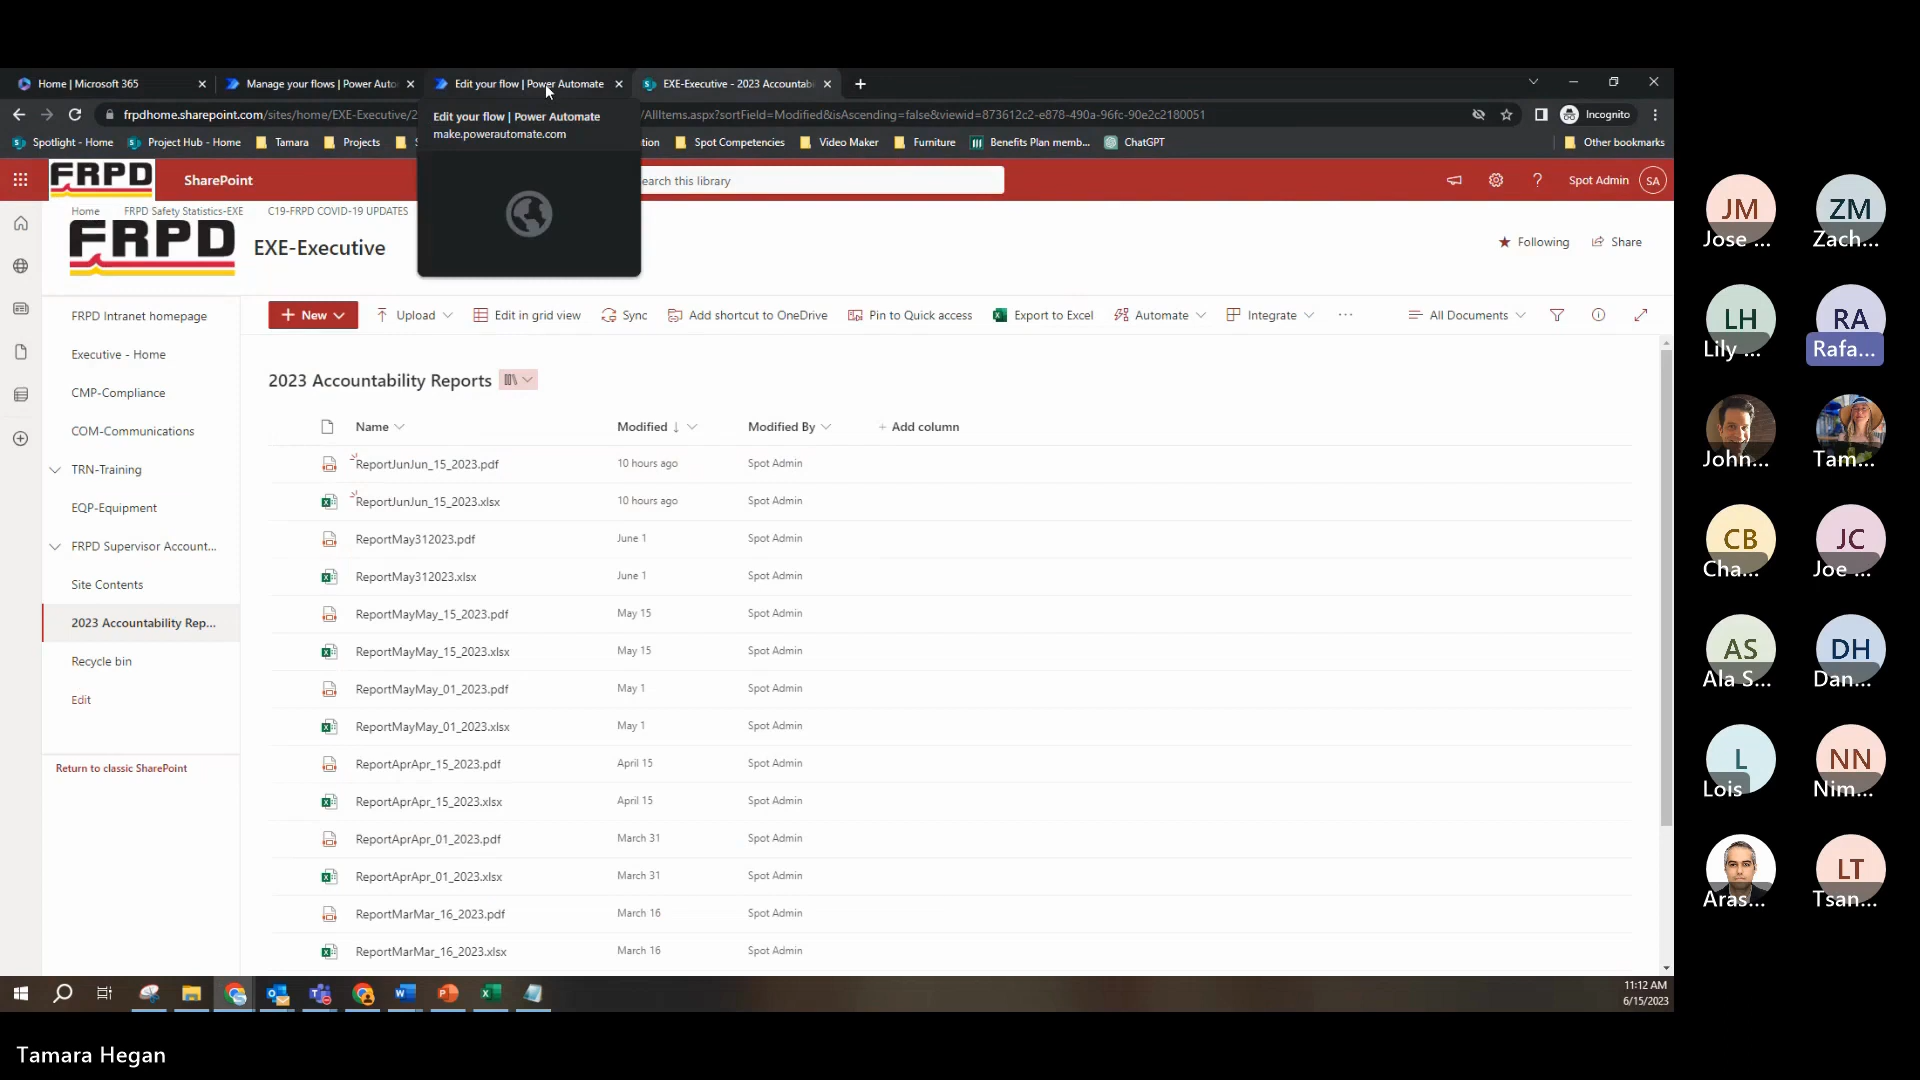 Home | Microsoft 365
Manage your flows | Power Auto
Edit your flow | Power Automate
EXE-Executive - 2023 Accountabi
frpdhome.sharepoint.com/sites/home/EXE-Executive/2
/AllItems.aspx?sortField=Modified&isAscending=false&viewid=873612c2-e878-490a-96fc-90e2c2180051
Incognito
Edit your flow | Power Automate
make.powerautomate.com
Spotlight - Home
Project Hub - Home
Tamara
Projects
S
tion
Spot Competencies
Video Maker
Furniture
Benefits Plan memb...
ChatGPT
Other bookmarks
FRPD
SharePoint
earch this library
Spot Admin
SA
Home
FRPD Safety Statistics-EXE
C19-FRPD COVID-19 UPDATES
FRPD
EXE-Executive
Following
Share
New
Upload
Edit in grid view
Sync
Add shortcut to OneDrive
Pin to Quick access
Export to Excel
Automate
Integrate
...
All Documents
FRPD Intranet homepage
Executive - Home
CMP-Compliance
COM-Communications
TRN-Training
EQP-Equipment
FRPD Supervisor Account...
Site Contents
2023 Accountability Rep...
Recycle bin
Edit
Return to classic SharePoint
2023 Accountability Reports
Name
Modified
Modified By
+ Add column
ReportJunJun_15_2023.pdf 10 hours ago Spot Admin
ReportJunJun_15_2023.xlsx 10 hours ago Spot Admin
ReportMay312023.pdf June 1 Spot Admin
ReportMay312023.xlsx June 1 Spot Admin
ReportMayMay_15_2023.pdf May 15 Spot Admin
ReportMayMay_15_2023.xlsx May 15 Spot Admin
ReportMayMay_01_2023.pdf May 1 Spot Admin
ReportMayMay_01_2023.xlsx May 1 Spot Admin
ReportAprApr_15_2023.pdf April 15 Spot Admin
ReportAprApr_15_2023.xlsx April 15 Spot Admin
ReportAprApr_01_2023.pdf March 31 Spot Admin
ReportAprApr_01_2023.xlsx March 31 Spot Admin
ReportMarMar_16_2023.pdf March 16 Spot Admin
ReportMarMar_16_2023.xlsx March 16 Spot Admin
11:12 AM
6/15/2023
JM
Jose ...
ZM
Zach...
LH
Lily ...
RA
Rafa...
John...
Tam...
CB
Cha...
JC
Joe ...
AS
Ala S...
DH
Dan...
L
Lois
NN
Nim...
Aras...
LT
Tsan...
Tamara Hegan